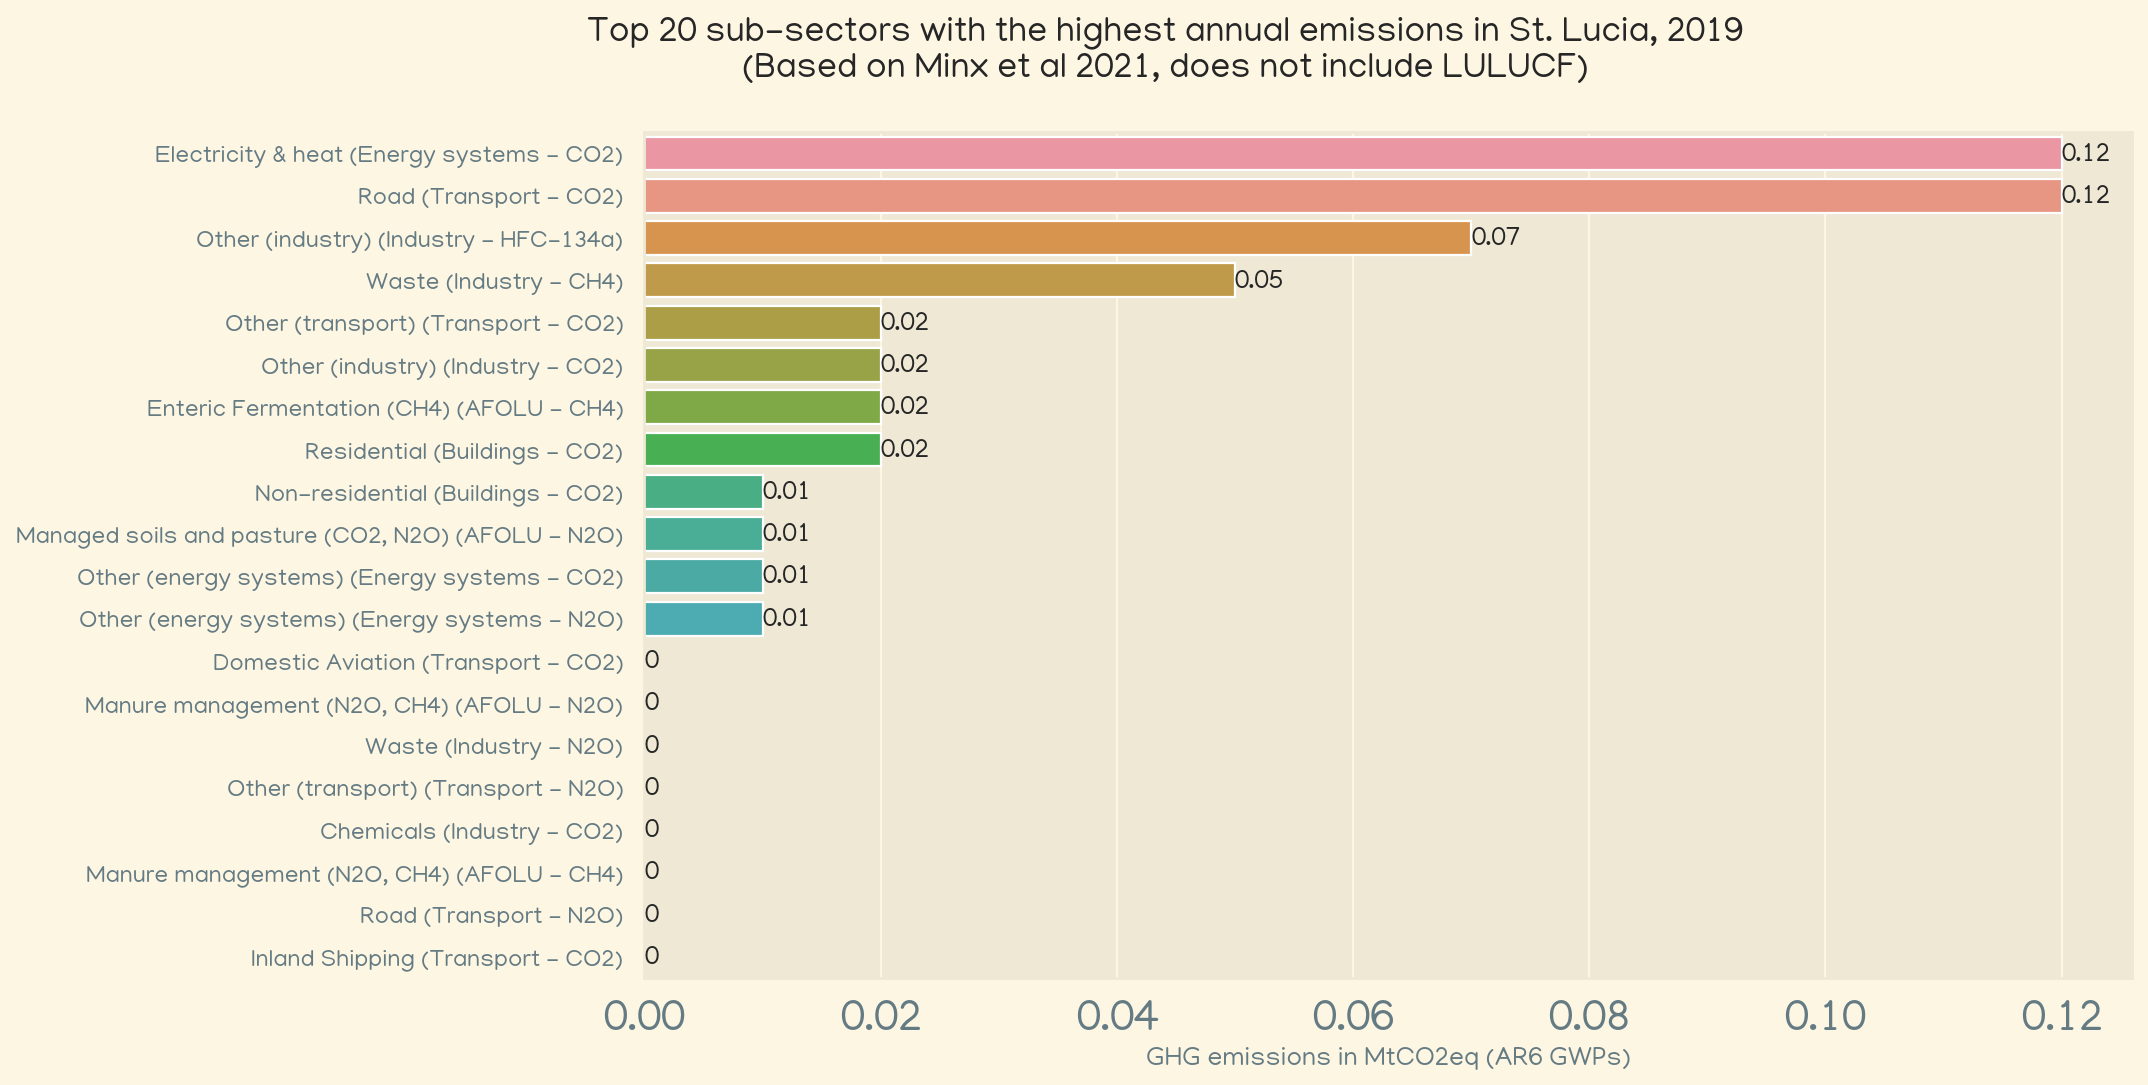 Top 20 sub-sectors with the highest annual emissions in St. Lucia, 2019
(Based on Minx et al 2021, does not include LULUCF)
Electricity & heat (Energy systems - CO2) 0.12
Road (Transport - CO2) 0.12
Other (industry) (Industry - HFC-134a) 0.07
Waste (Industry - CH4) 0.05
Other (transport) (Transport - CO2) 0.02
Other (industry) (Industry - CO2) 0.02
Enteric Fermentation (CH4) (AFOLU - CH4) 0.02
Residential (Buildings - CO2) 0.02
Non-residential (Buildings - CO2) 0.01
Managed soils and pasture (CO2, N2O) (AFOLU - N2O) 0.01
Other (energy systems) (Energy systems - CO2) 0.01
Other (energy systems) (Energy systems - N2O) 0.01
Domestic Aviation (Transport - CO2) 0
Manure management (N2O, CH4) (AFOLU - N2O) 0
Waste (Industry - N2O) 0
Other (transport) (Transport - N2O) 0
Chemicals (Industry - CO2) 0
Manure management (N2O, CH4) (AFOLU - CH4) 0
Road (Transport - N2O) 0
Inland Shipping (Transport - CO2) 0
0.00 0.02 0.04 0.06 0.08 0.10 0.12
GHG emissions in MtCO2eq (AR6 GWPs)